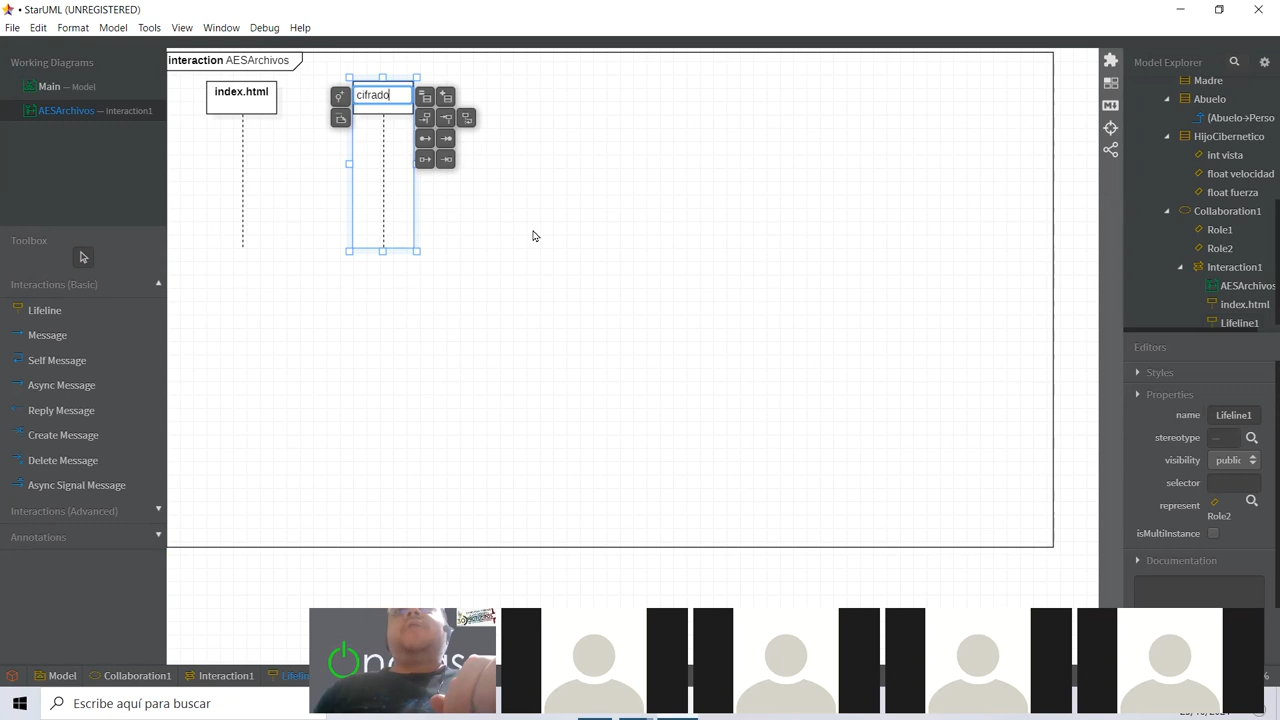 • StarUML (UNREGISTERED)
File Edit Format Model Tools View Window Debug Help
Working Diagrams
Main — Model
AESArchivos — Interaction1
Toolbox
Interactions (Basic)
Lifeline
Message
Self Message
Async Message
Reply Message
Create Message
Delete Message
Async Signal Message
Interactions (Advanced)
Annotations
interaction AESArchivos
index.html
cifrado
Model Explorer
Madre
Abuelo
(Abuelo→Perso
HijoCibernetico
int vista
float velocidad
float fuerza
Collaboration1
Role1
Role2
Interaction1
AESArchivos
index.html
Lifeline1
Editors
Styles
Properties
name Lifeline1
stereotype —
visibility public
selector
represent
Role2
isMultiInstance
Documentation
Model Collaboration1 Interaction1
%
Escribe aquí para buscar